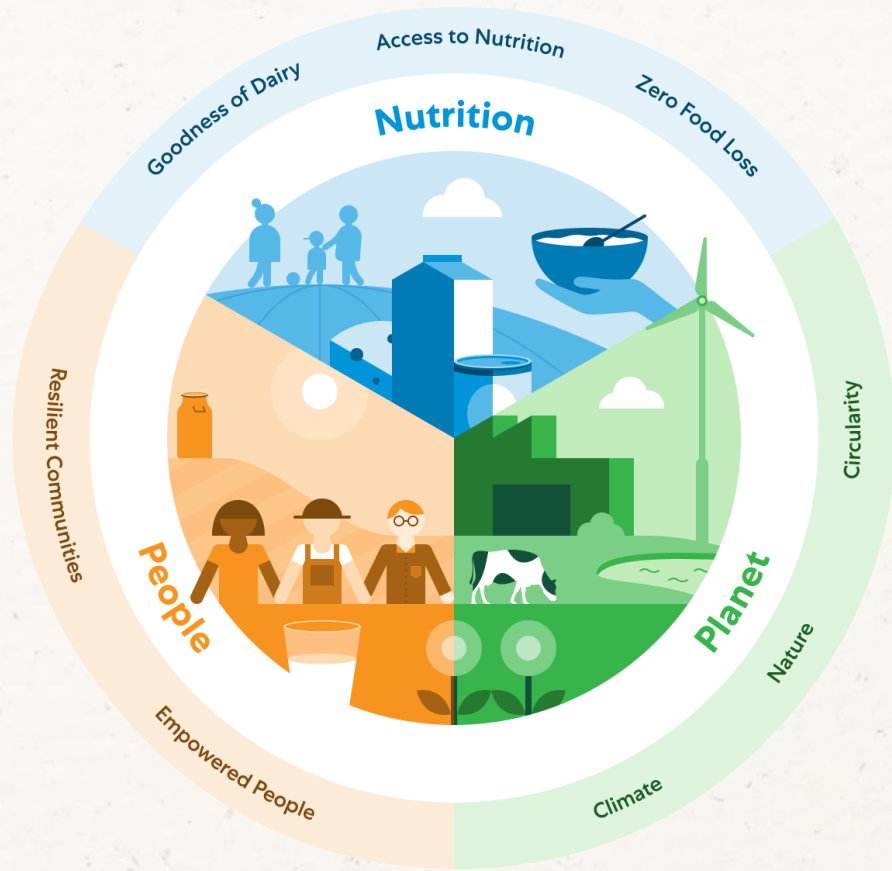 Access to Nutrition
Goodness of Dairy
Zero Food Loss
Nutrition
Resilient Communities
Circularity
People
Planet
Nature
Empowered People
Climate